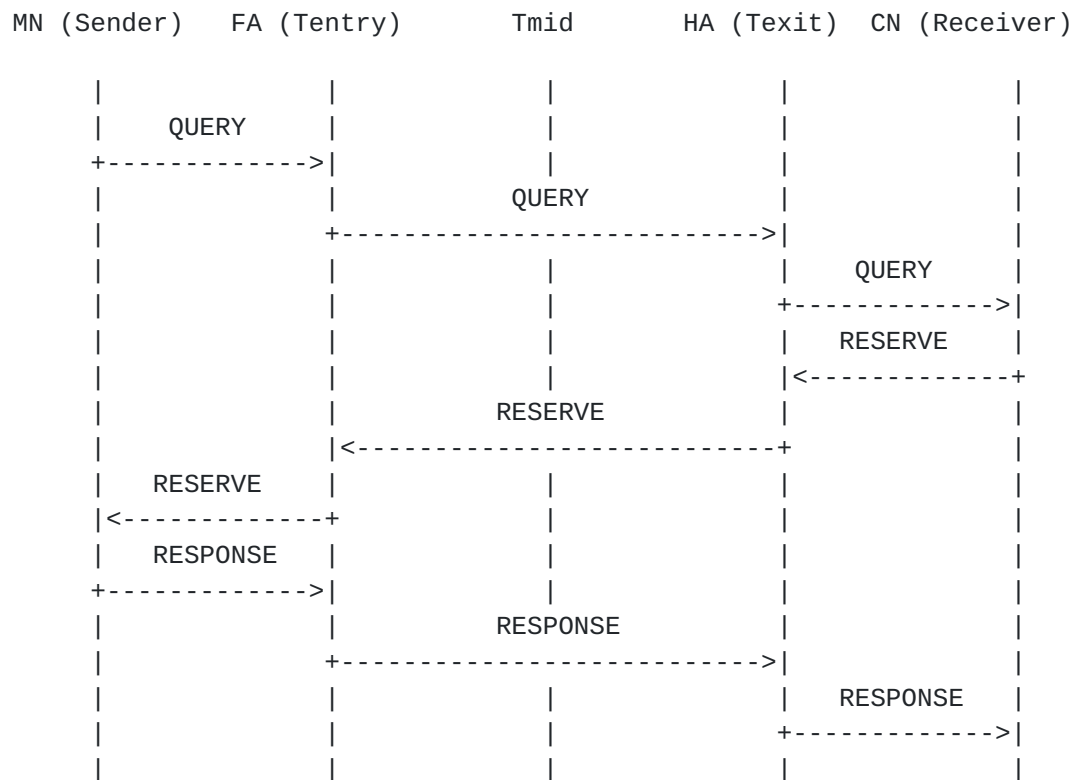 MN (Sender) FA (Tentry) Tmid HA (Texit) CN (Receiver)
QUERY
QUERY
QUERY
RESERVE
RESERVE
RESERVE
RESPONSE
RESPONSE
RESPONSE